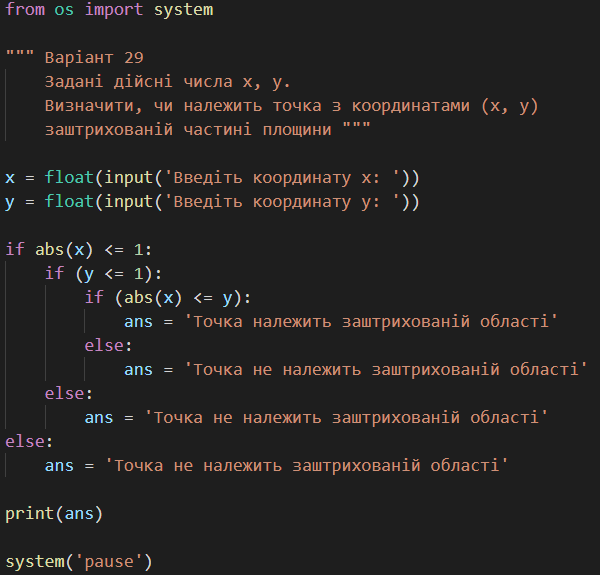 from os import system
""" Варіант 29
    Задані дійсні числа x, y.
    Визначити, чи належить точка з координатами (x, y)
    заштрихованій частині площини """
x = float(input('Введіть координату x: '))
y = float(input('Введіть координату y: '))
if abs(x) <= 1:
    if (y <= 1):
        if (abs(x) <= y):
            ans = 'Точка належить заштрихованій області'
        else:
            ans = 'Точка не належить заштрихованій області'
    else:
        ans = 'Точка не належить заштрихованій області'
else:
    ans = 'Точка не належить заштрихованій області'
print(ans)
system('pause')